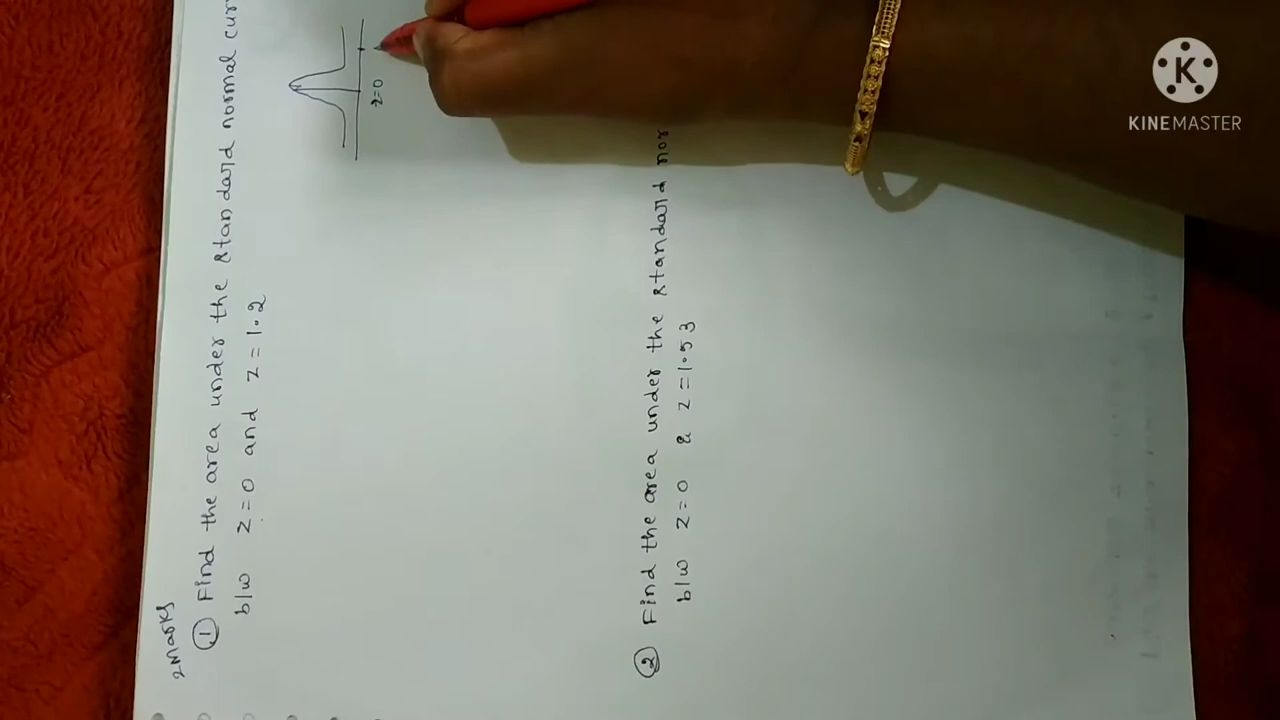 2 Marks
① Find the area under the standard normal cur
b/w z=0 and z=1.2
z=0
② Find the area under the standard nor
b/w z=0 & z=1.53
KINEMASTER